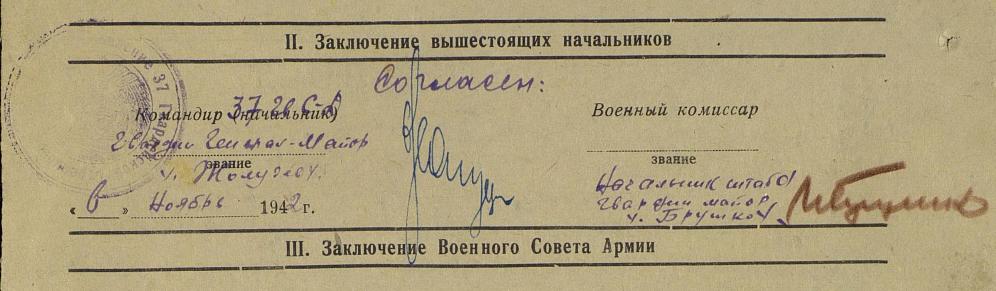 II. Заключение вышестоящих начальников
Согласен:
37 гв С.Д
Командир (начальник)
Военный комиссар
Гвардии Генерал-Майор
звание
звание
Начальник штаба
гвардии майор
ч. Брушко
« 6 » Ноябрь 1942 г.
III. Заключение Военного Совета Армии